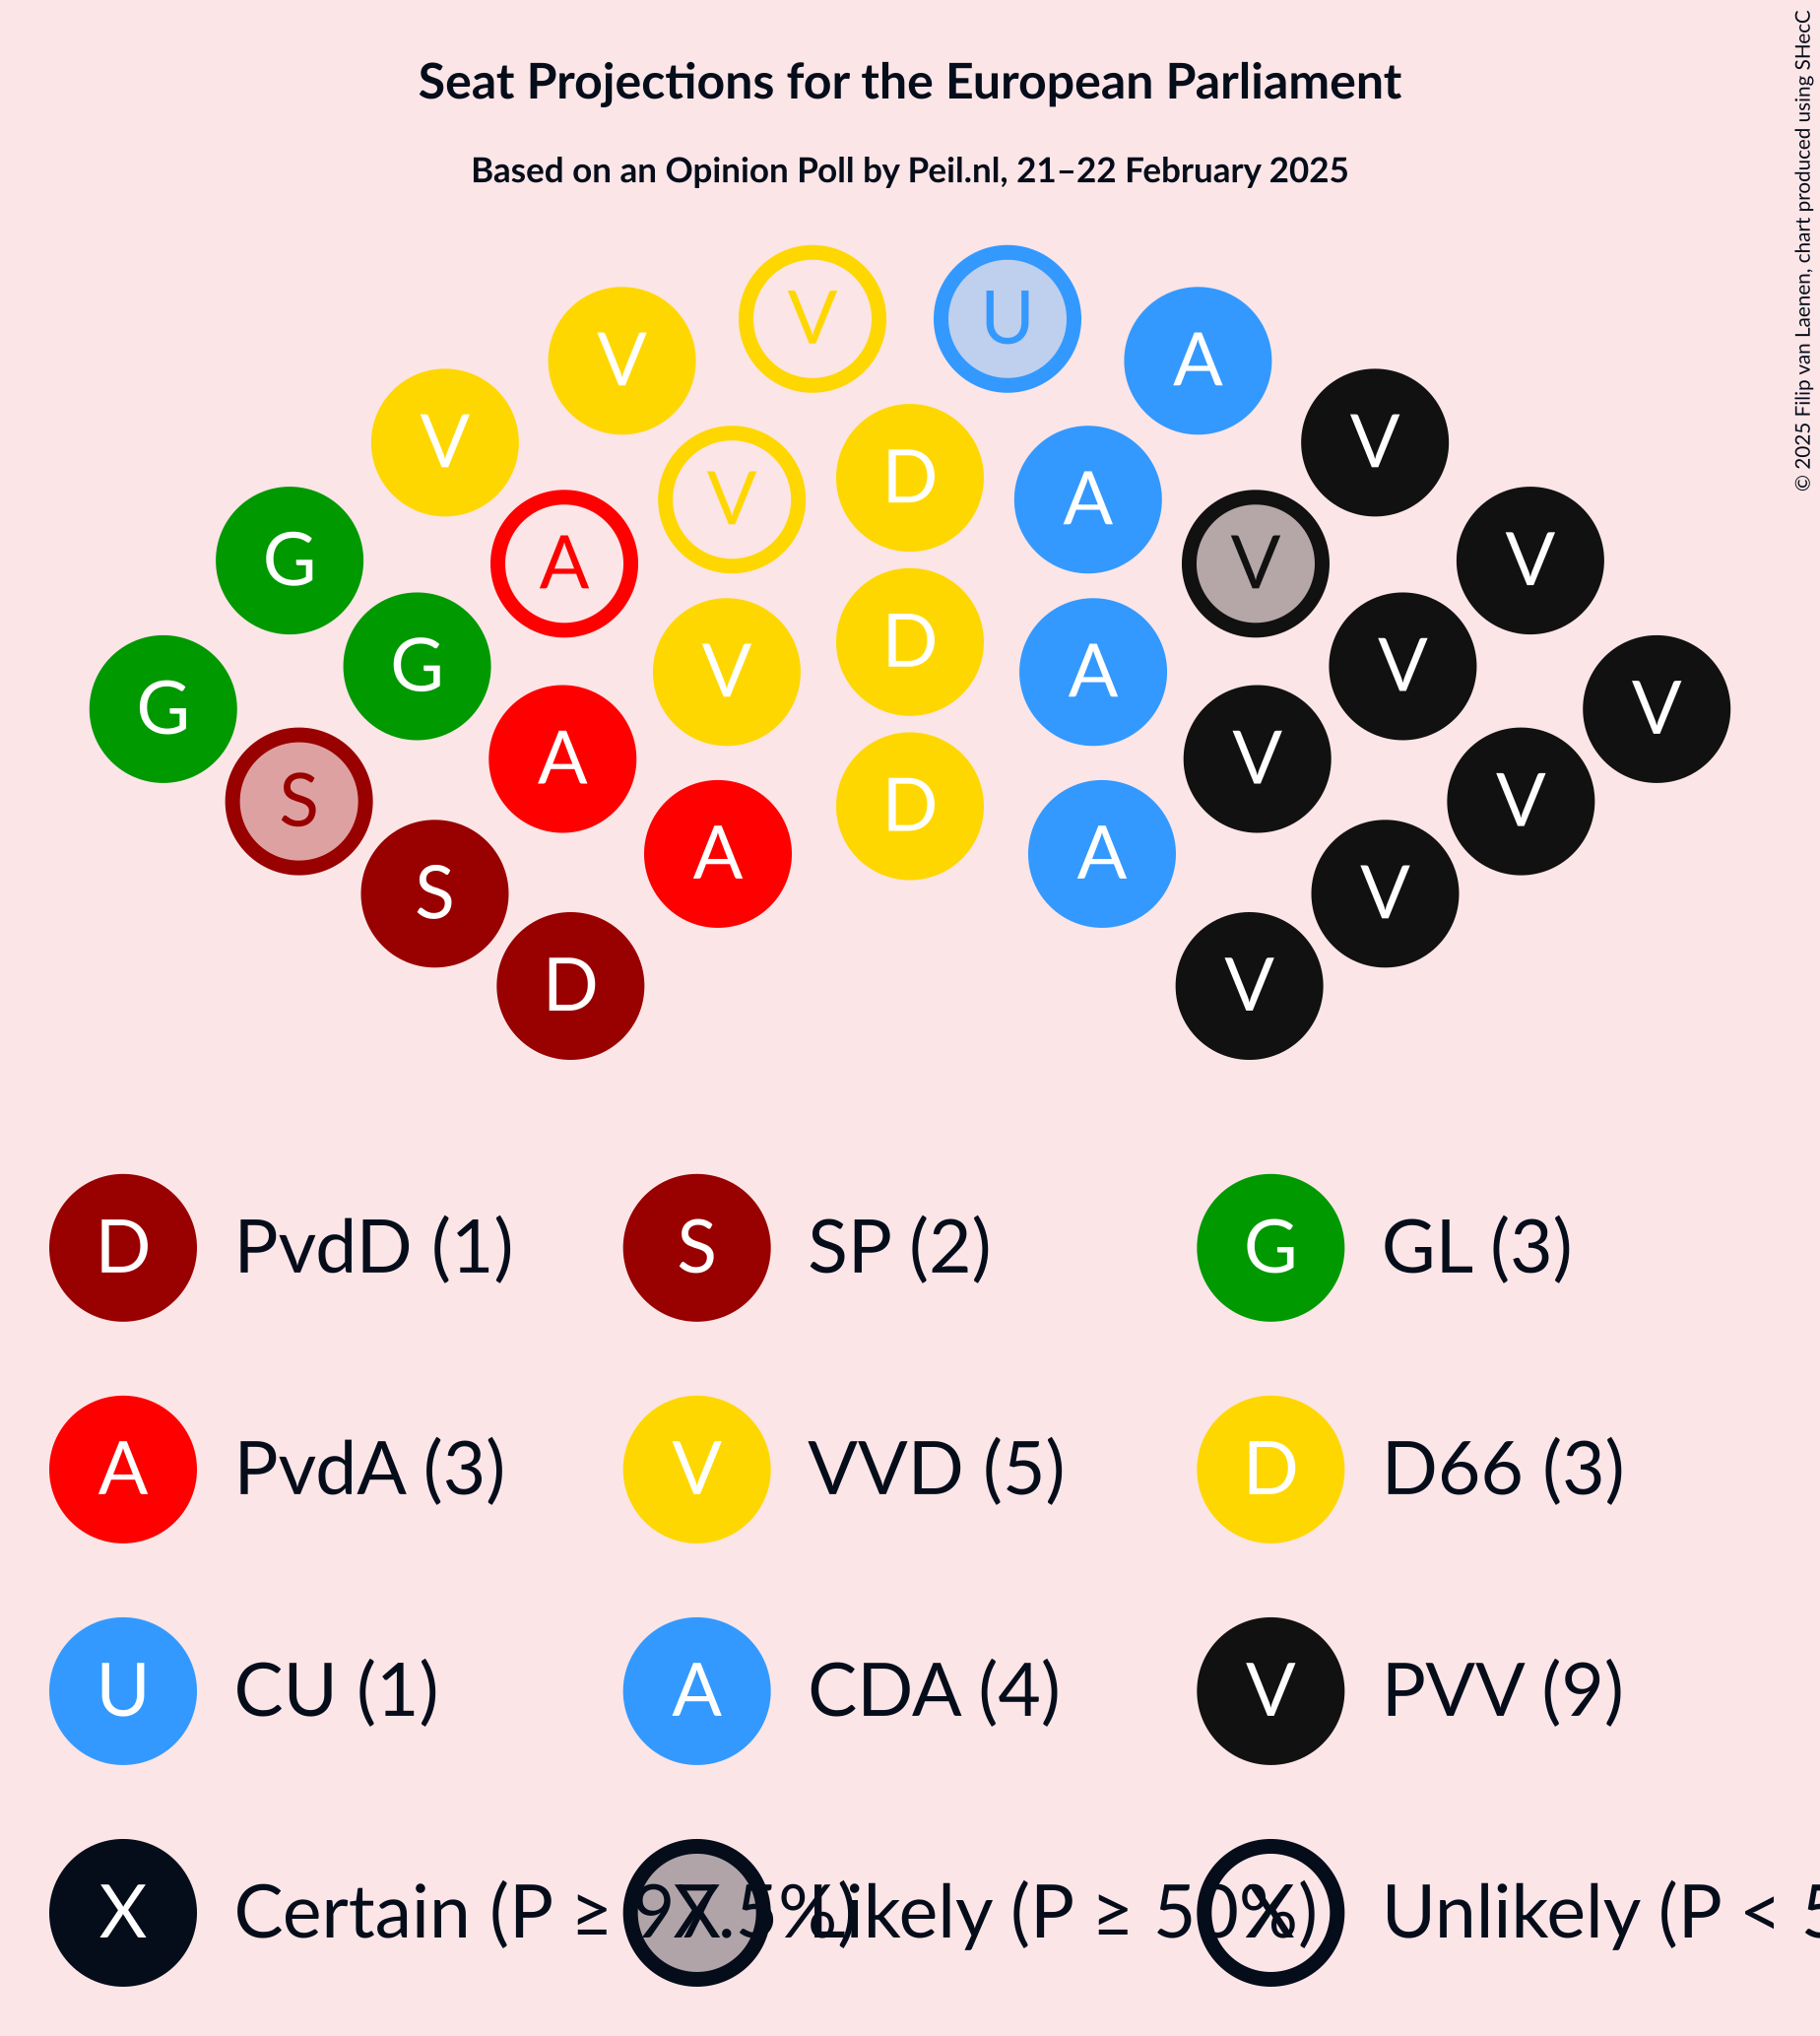 Seat Projections for the European Parliament
Based on an Opinion Poll by Peil.nl, 21–22 February 2025
© 2025 Filip van Laenen, chart produced using SHecC
V U
V A
V V
D
V A
G A V V
D
G V A V
G A V V
S D V
A A
S V
D V
D PvdD (1) S SP (2) G GL (3)
A PvdA (3) V VVD (5) D D66 (3)
U CU (1) A CDA (4) V PVV (9)
X Certain (P ≥ 97.5%) X Likely (P ≥ 50%) X Unlikely (P < 5